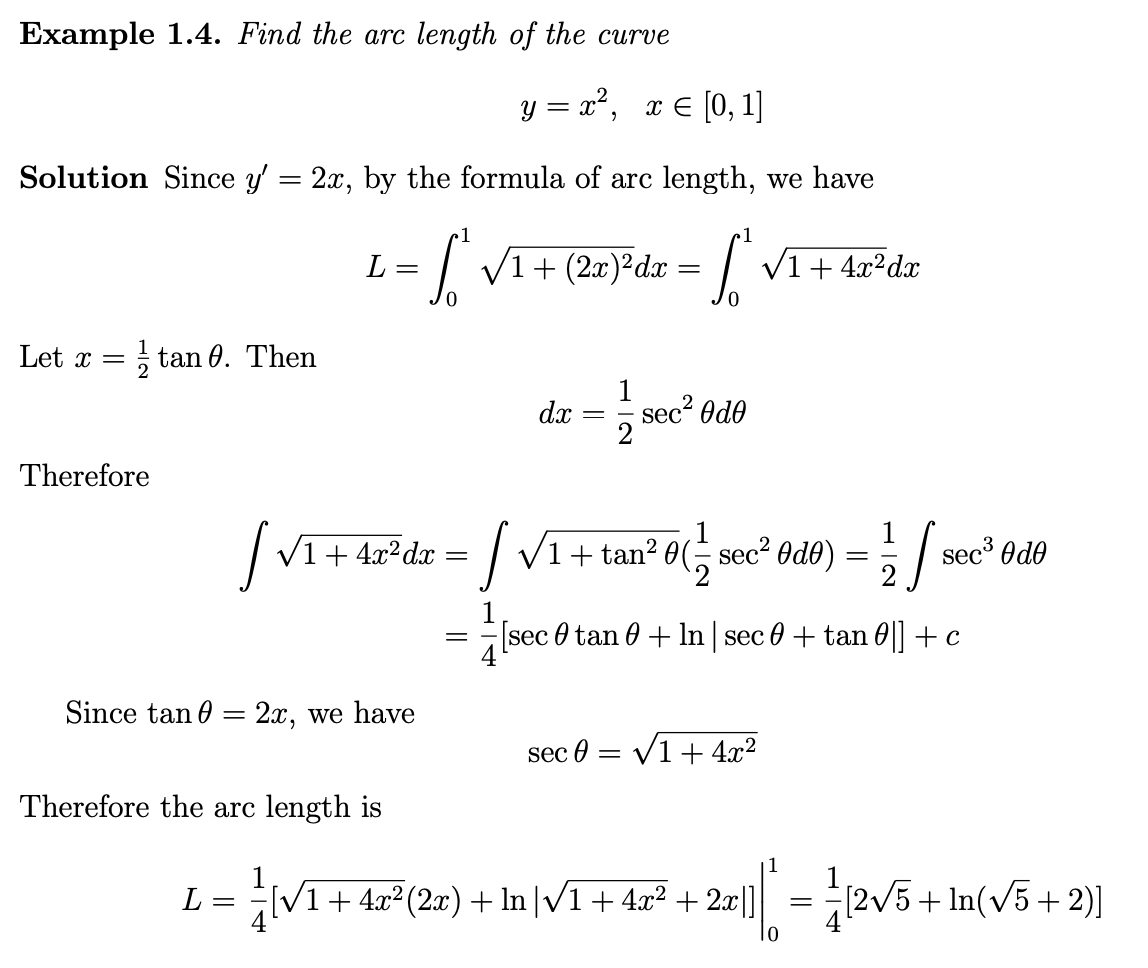 Example 1.4. Find the arc length of the curve
y = x², x ∈ [0, 1]
Solution Since y′ = 2x, by the formula of arc length, we have
L = ∫₀¹ √(1 + (2x)²)dx = ∫₀¹ √(1 + 4x²)dx
Let x = ½ tan θ. Then
dx = ½ sec² θdθ
Therefore
∫ √(1 + 4x²)dx = ∫ √(1 + tan² θ)(½ sec² θdθ) = ½ ∫ sec³ θdθ
= ¼[sec θ tan θ + ln | sec θ + tan θ|] + c
Since tan θ = 2x, we have
sec θ = √(1 + 4x²)
Therefore the arc length is
L = ¼[√(1 + 4x²)(2x) + ln |√(1 + 4x²) + 2x|]|₀¹ = ¼[2√5 + ln(√5 + 2)]